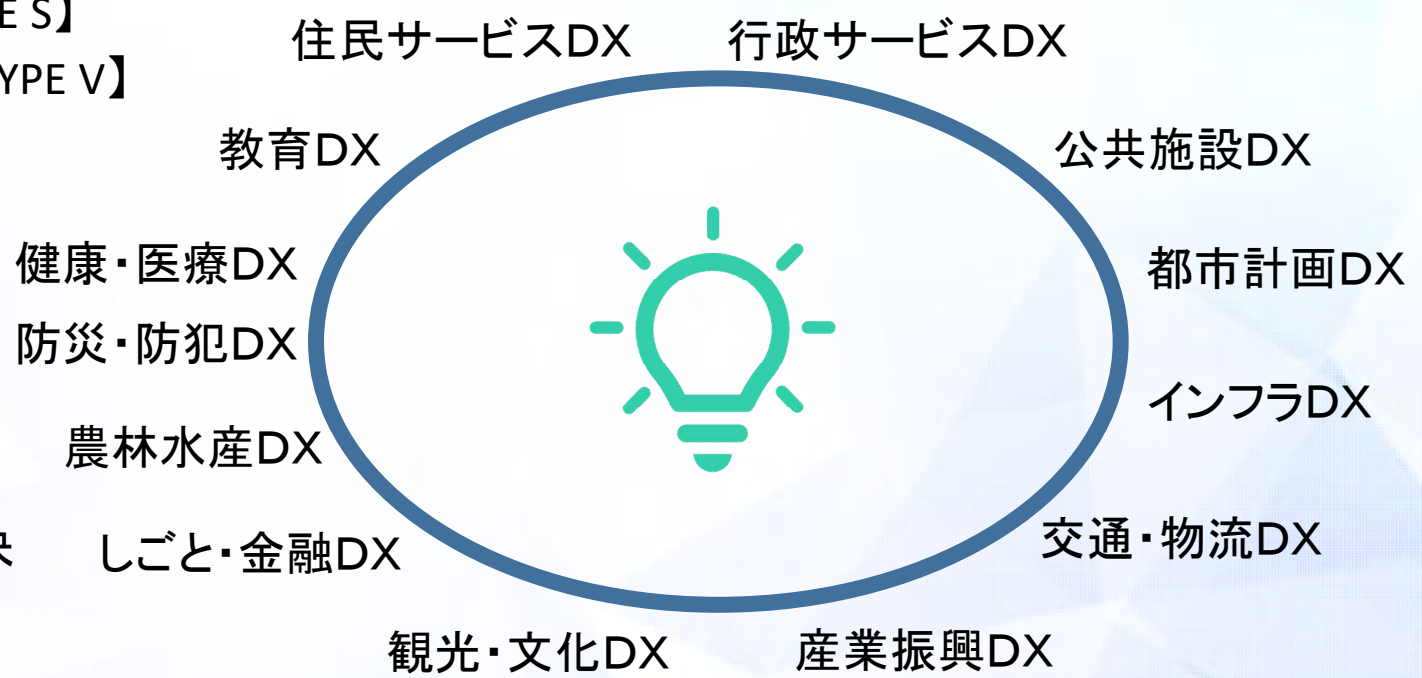 E S】
住民サービスDX 行政サービスDX
YPE V】
教育DX 公共施設DX
健康・医療DX 都市計画DX
防災・防犯DX
インフラDX
農林水産DX
交通・物流DX
しごと・金融DX
観光・文化DX 産業振興DX